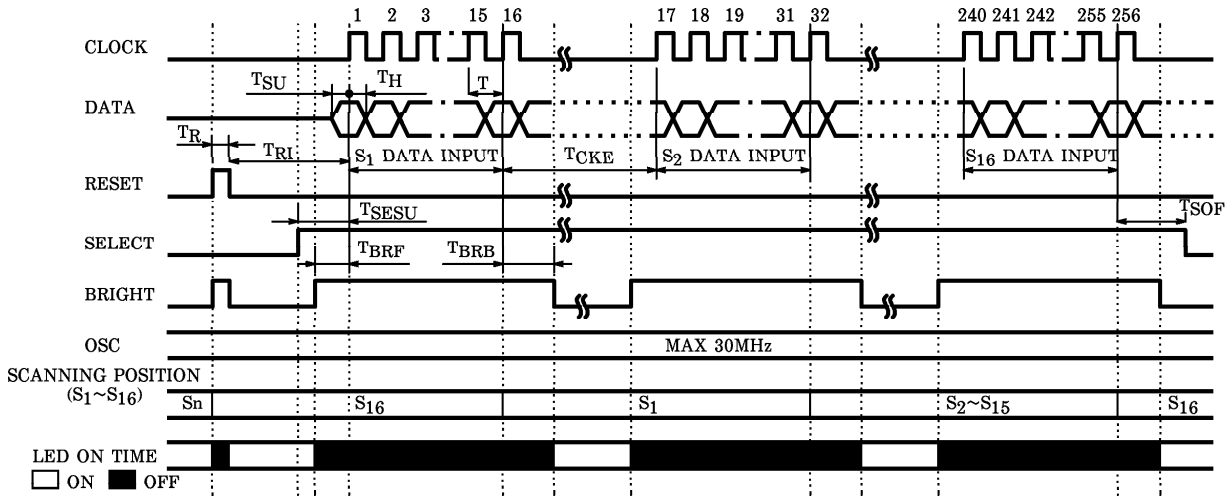 1 2 3 15 16 17 18 19 31 32 240 241 242 255 256
CLOCK
TSU TH T
DATA
TR TRI S1 DATA INPUT TCKE S2 DATA INPUT S16 DATA INPUT
RESET
TSESU TSOF
SELECT
TBRF TBRB
BRIGHT
OSC MAX 30MHz
SCANNING POSITION
(S1~S16)
Sn S16 S1 S2~S15 S16
LED ON TIME
ON OFF